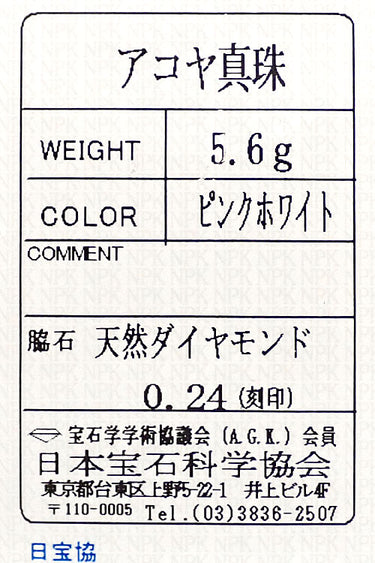 アコヤ真珠
WEIGHT 5.6g
COLOR ピンクホワイト
COMMENT
脇石 天然ダイヤモンド
0.24 (刻印)
宝石学学術協議会 (A.G.K.) 会員
日本宝石科学協会
東京都台東区上野5-22-1 井上ビル4F
〒110-0005 Tel.(03)3836-2507
日宝協